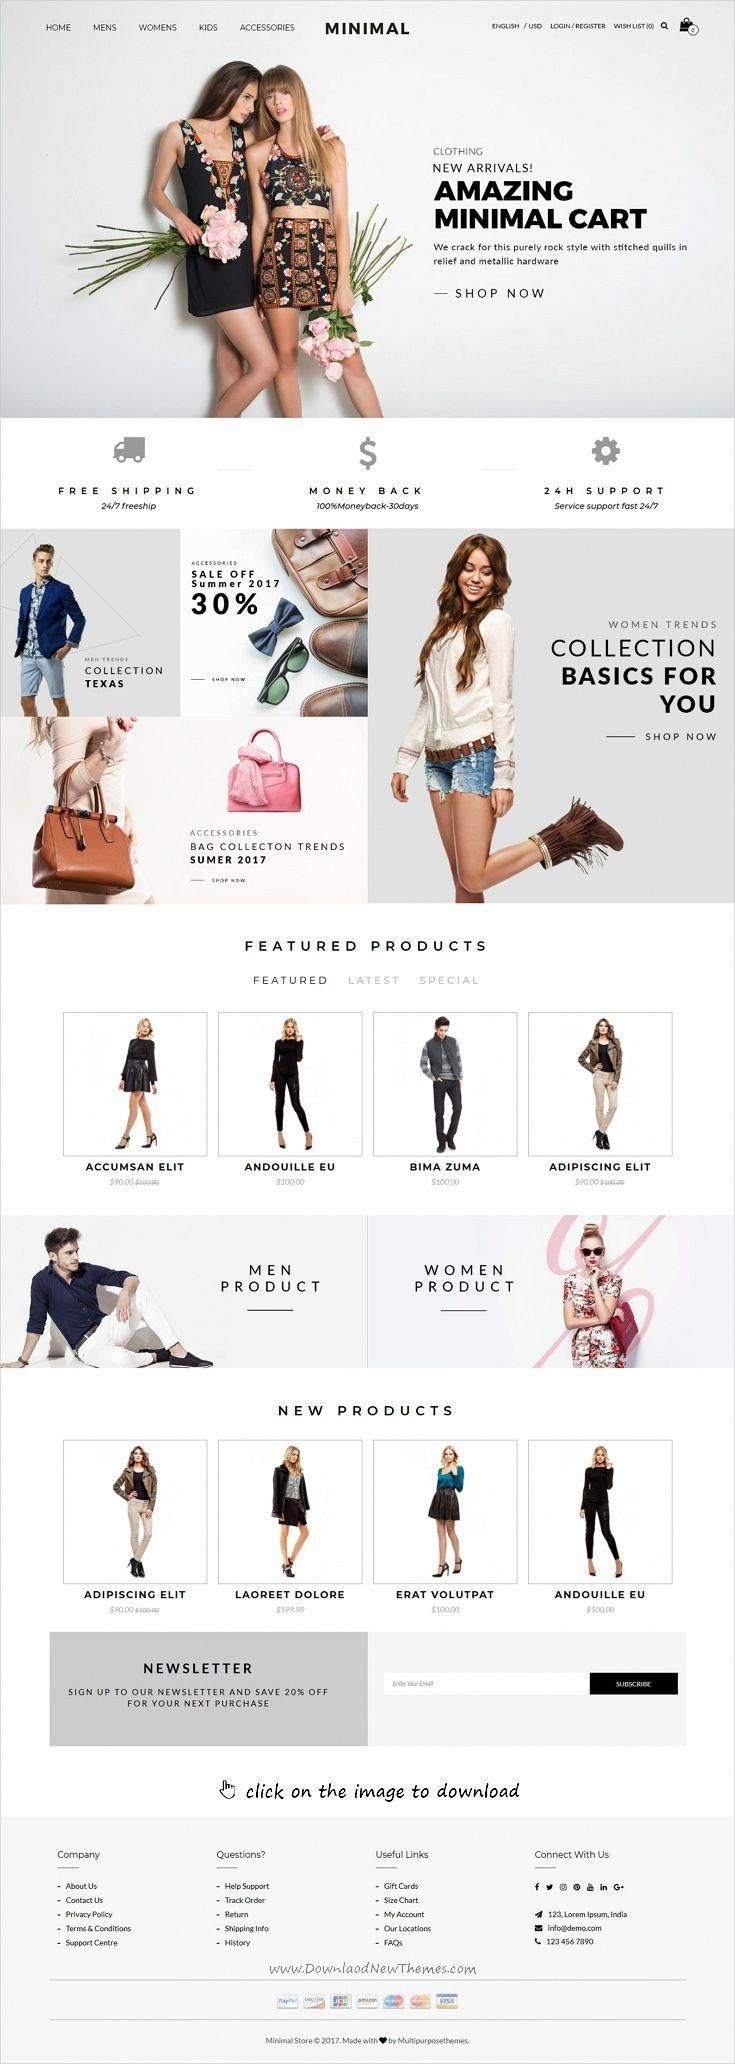 HOME MENS WOMENS KIDS ACCESSORIES MINIMAL ENGLISH / USD LOGIN / REGISTER WISH LIST (0) 0
CLOTHING
NEW ARRIVALS!
AMAZING
MINIMAL CART
We crack for this purely rock style with stitched quills in
relief and metallic hardware
SHOP NOW
FREE SHIPPING
24/7 freeship
MONEY BACK
100%Moneyback-30days
24H SUPPORT
Service support fast 24/7
MEN TRENDS
COLLECTION
TEXAS
ACCESSORIES
SALE OFF
Summer 2017
30%
SHOP NOW
WOMEN TRENDS
COLLECTION
BASICS FOR
YOU
SHOP NOW
ACCESSORIES
BAG COLLECTON TRENDS
SUMER 2017
SHOP NOW
FEATURED PRODUCTS
FEATURED LATEST SPECIAL
ACCUMSAN ELIT
$90.00 $100.00
ANDOUILLE EU
$100.00
BIMA ZUMA
$100.00
ADIPISCING ELIT
$90.00 $100.00
MEN
PRODUCT
WOMEN
PRODUCT
NEW PRODUCTS
ADIPISCING ELIT
$90.00 $100.00
LAOREET DOLORE
$199.99
ERAT VOLUTPAT
$100.00
ANDOUILLE EU
$100.00
NEWSLETTER
SIGN UP TO OUR NEWSLETTER AND SAVE 20% OFF
FOR YOUR NEXT PURCHASE
Enter Your Email
SUBSCRIBE
click on the image to download
Company
- About Us
- Contact Us
- Privacy Policy
- Terms & Conditions
- Support Centre
Questions?
- Help Support
- Track Order
- Return
- Shipping Info
- History
Useful Links
- Gift Cards
- Size Chart
- My Account
- Our Locations
- FAQs
Connect With Us
123, Lorem Ipsum, India
info@demo.com
123 456 7890
www.DownlaodNewThemes.com
PayPal DISCOVER JCB amazon VISA
Minimal Store © 2017. Made with ♥ by Multipurposethemes.